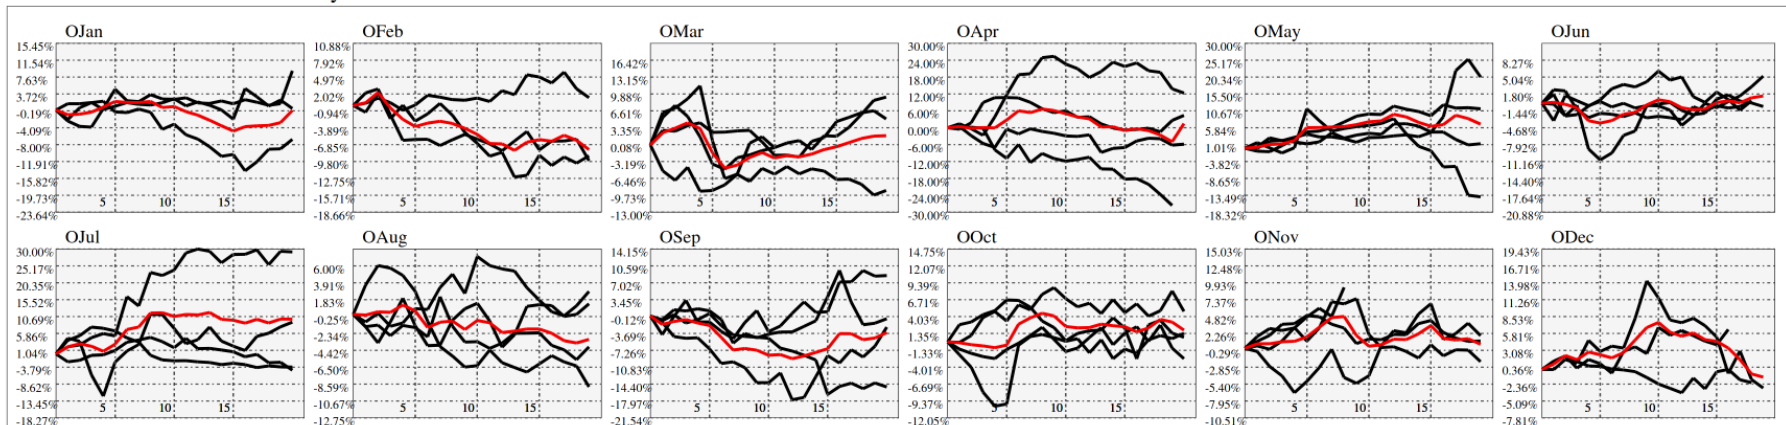 OJan OFeb OMar OApr OMay OJun
15.45% 10.88% 30.00% 30.00%
11.54% 7.92% 16.42% 24.00% 25.17% 8.27%
7.63% 4.97% 13.15% 18.00% 20.34% 5.04%
3.72% 2.02% 9.88% 12.00% 15.50% 1.80%
-0.19% -0.94% 6.61% 6.00% 10.67% -1.44%
-4.09% -3.89% 3.35% 0.00% 5.84% -4.68%
-8.00% -6.85% 0.08% -6.00% 1.01% -7.92%
-11.91% -9.80% -3.19% -12.00% -3.82% -11.16%
-15.82% -12.75% -6.46% -18.00% -8.65% -14.40%
-19.73% -15.71% -9.73% -24.00% -13.49% -17.64%
5 10 15 5 10 15 5 10 15 5 10 15 5 10 15 5 10 15
-23.64% -18.66% -13.00% -30.00% -18.32% -20.88%
OJul OAug OSep OOct ONov ODec
30.00% 14.15% 14.75% 15.03% 19.43%
25.17% 6.00% 10.59% 12.07% 12.48% 16.71%
20.35% 3.91% 7.02% 9.39% 9.93% 13.98%
15.52% 1.83% 3.45% 6.71% 7.37% 11.26%
10.69% -0.25% -0.12% 4.03% 4.82% 8.53%
5.86% -2.34% -3.69% 1.35% 2.26% 5.81%
1.04% -4.42% -7.26% -1.33% -0.29% 3.08%
-3.79% -6.50% -10.83% -4.01% -2.85% 0.36%
-8.62% -8.59% -14.40% -6.69% -5.40% -2.36%
-13.45% -10.67% -17.97% -9.37% -7.95% -5.09%
5 10 15 5 10 15 5 10 15 5 10 15 5 10 15 5 10 15
-18.27% -12.75% -21.54% -12.05% -10.51% -7.81%